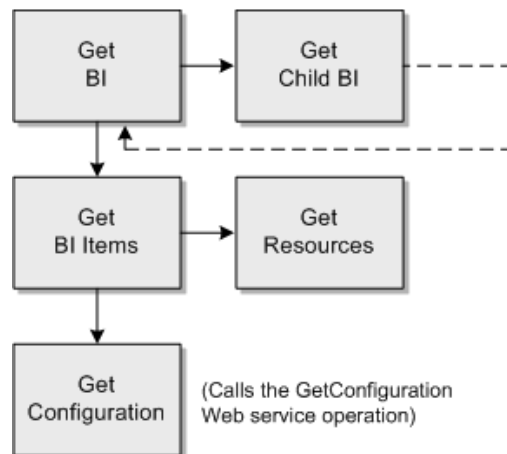 Get
BI
Get
Child BI
Get
BI Items
Get
Resources
Get
Configuration
(Calls the GetConfiguration
Web service operation)